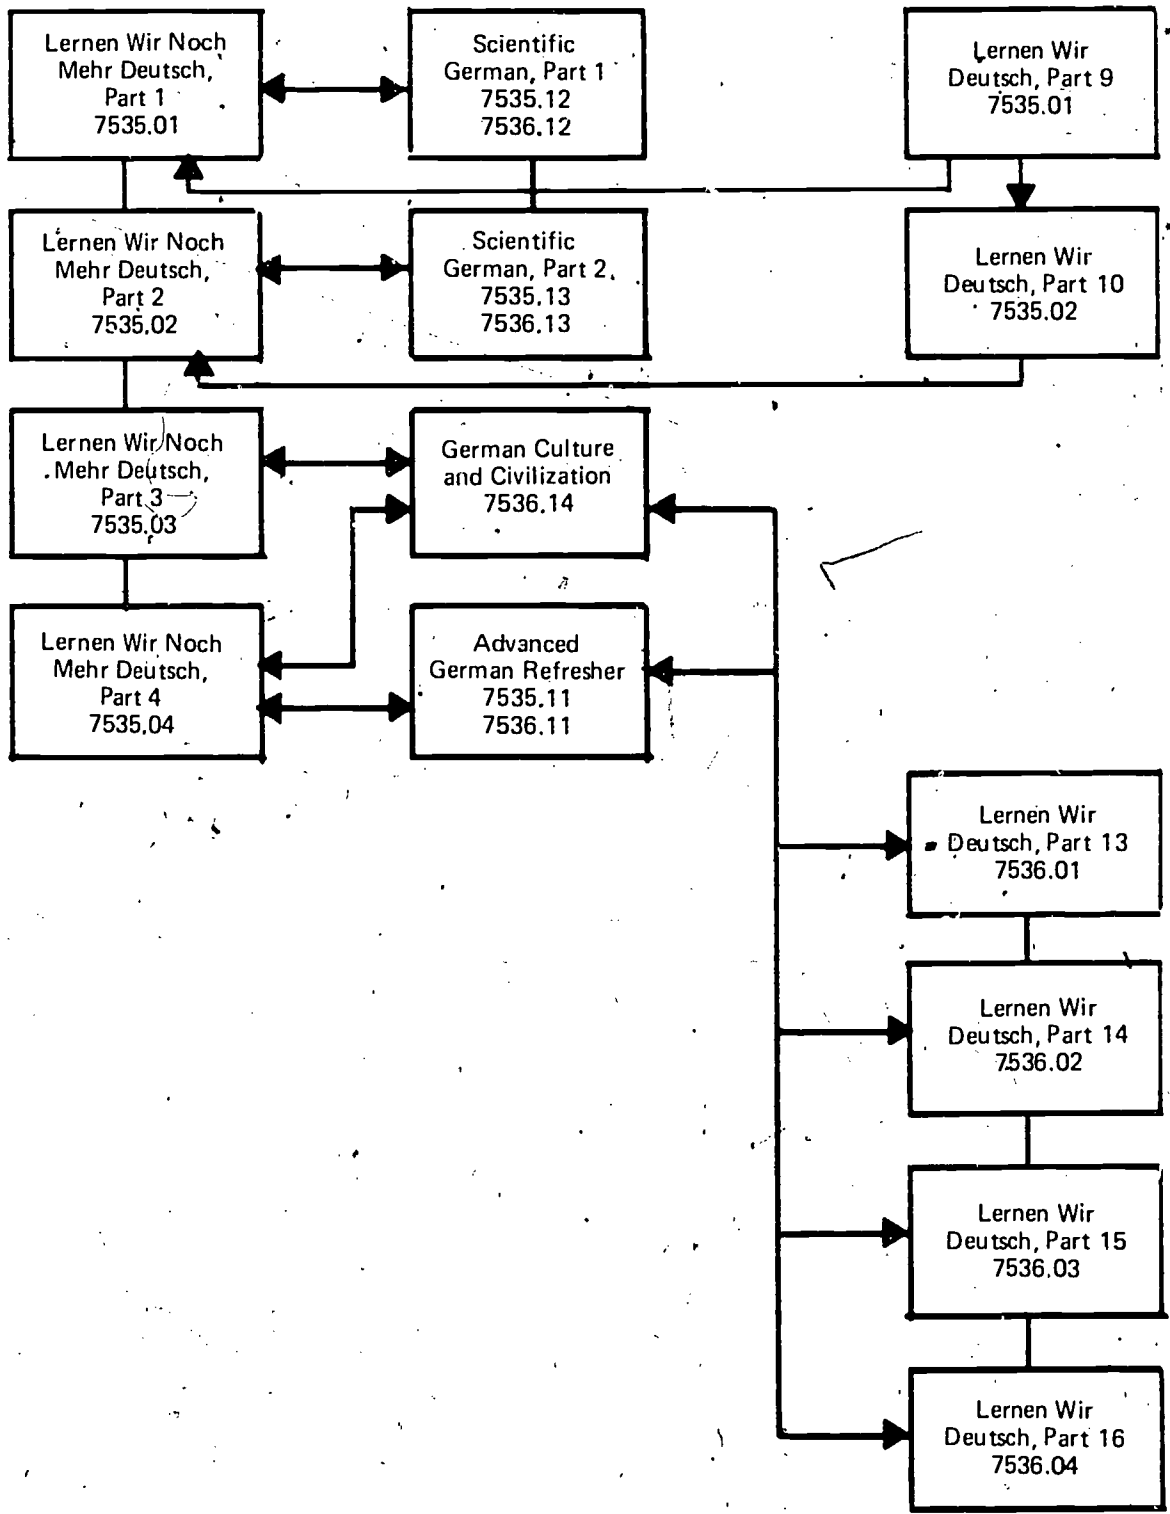 Lernen Wir Noch
Mehr Deutsch,
Part 1
7535.01
Scientific
German, Part 1
7535.12
7536.12
Lernen Wir
Deutsch, Part 9
7535.01
Lernen Wir Noch
Mehr Deutsch,
Part 2
7535.02
Scientific
German, Part 2
7535.13
7536.13
Lernen Wir
Deutsch, Part 10
7535.02
Lernen Wir Noch
Mehr Deutsch,
Part 3
7535.03
German Culture
and Civilization
7536.14
Lernen Wir Noch
Mehr Deutsch,
Part 4
7535.04
Advanced
German Refresher
7535.11
7536.11
Lernen Wir
Deutsch, Part 13
7536.01
Lernen Wir
Deutsch, Part 14
7536.02
Lernen Wir
Deutsch, Part 15
7536.03
Lernen Wir
Deutsch, Part 16
7536.04